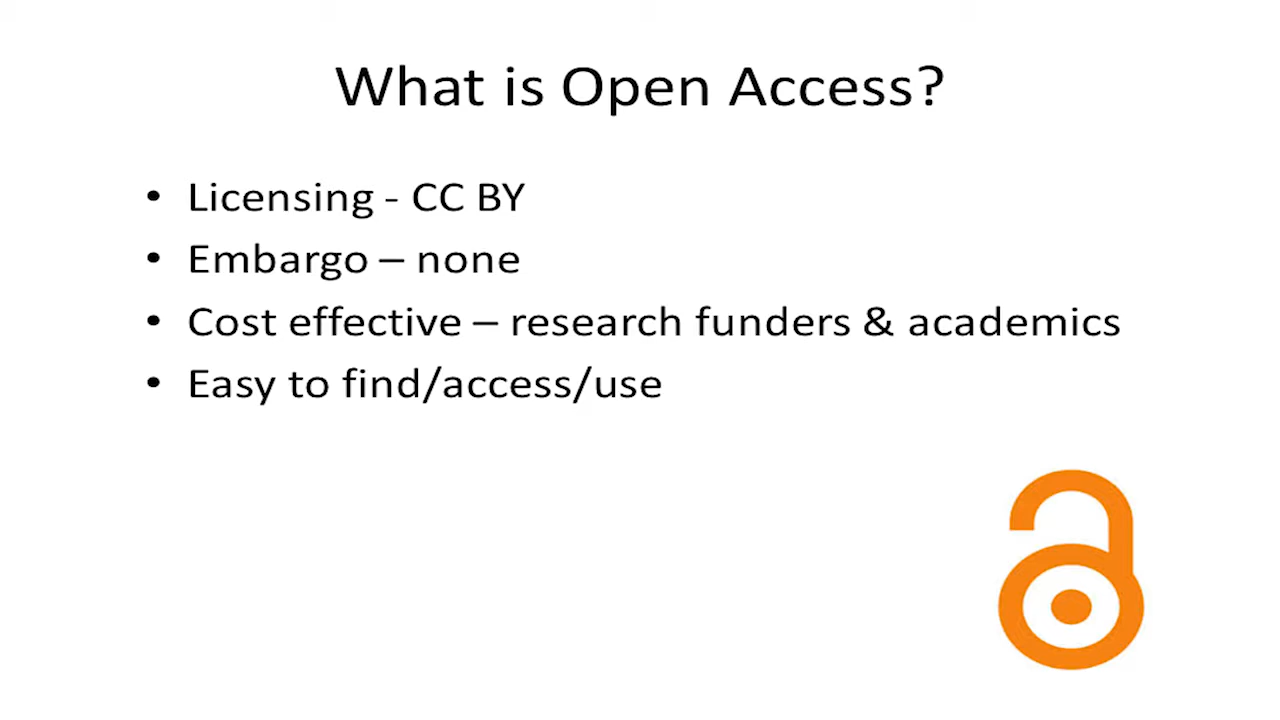 What is Open Access?
• Licensing - CC BY
• Embargo – none
• Cost effective – research funders & academics
• Easy to find/access/use